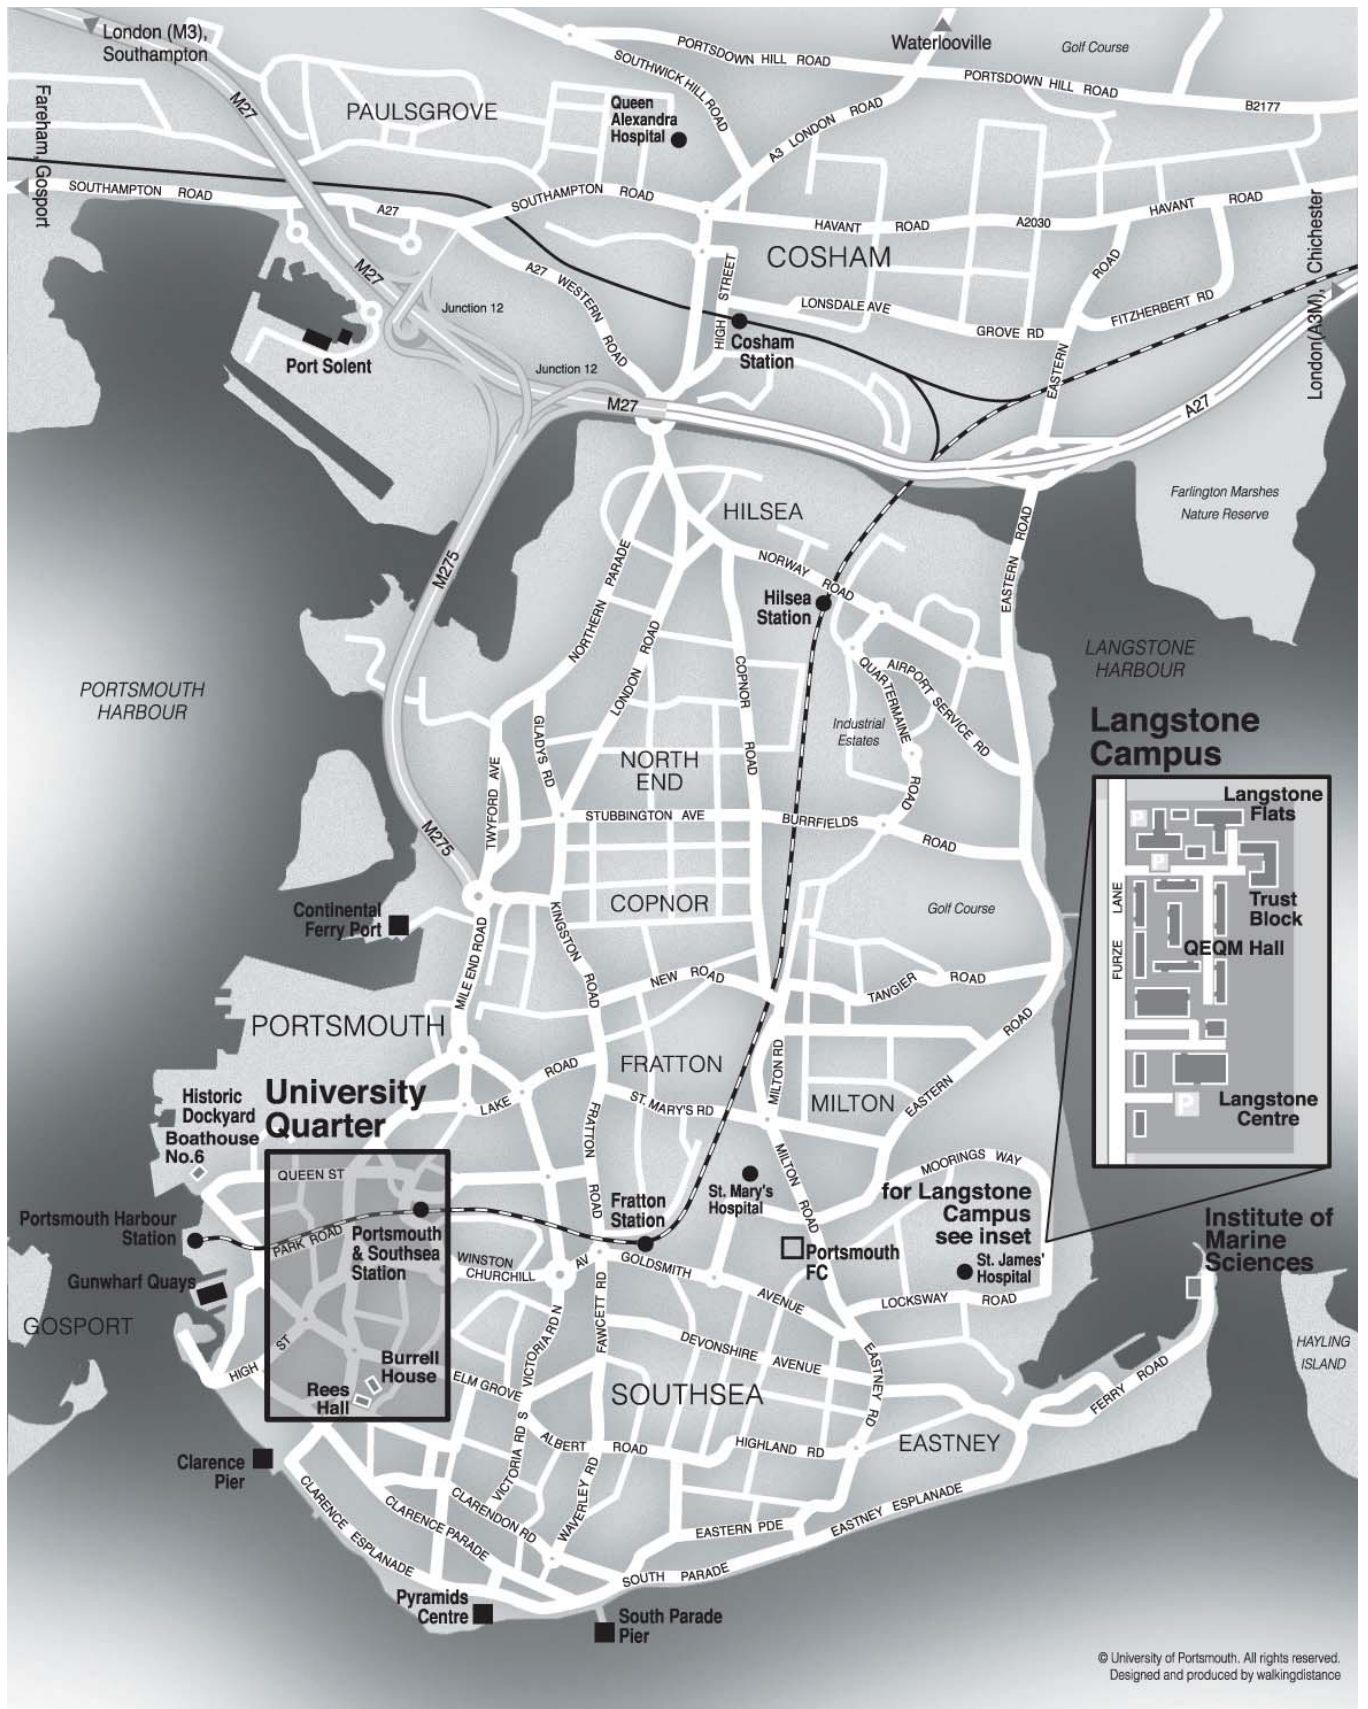 London (M3),
Southampton
Waterlooville
Golf Course
PORTSDOWN HILL ROAD
PORTSDOWN HILL ROAD
B2177
SOUTHWICK HILL ROAD
Fareham, Gosport
M27
PAULSGROVE
Queen
Alexandra
Hospital
A3 LONDON ROAD
SOUTHAMPTON ROAD
A27
SOUTHAMPTON ROAD
HAVANT ROAD
A2030
HAVANT ROAD
London(A3M), Chichester
COSHAM
M27
A27 WESTERN ROAD
HIGH STREET
LONSDALE AVE
GROVE RD
FITZHERBERT RD
EASTERN ROAD
Junction 12
Port Solent
Cosham
Station
Junction 12
M27
A27
Farlington Marshes
Nature Reserve
HILSEA
M275
NORTHERN PARADE
NORWAY ROAD
EASTERN ROAD
Hilsea
Station
LONDON ROAD
COPNOR ROAD
QUARTERMAINE ROAD
AIRPORT SERVICE RD
LANGSTONE
HARBOUR
PORTSMOUTH
HARBOUR
Industrial
Estates
Langstone
Campus
GLADYS RD
TWYFORD AVE
NORTH
END
STUBBINGTON AVE
BURRFIELDS ROAD
M275
Langstone
Flats
FURZE LANE
P
P
Trust
Block
QEQM Hall
Langstone
Centre
P
COPNOR
Golf Course
Continental
Ferry Port
MILE END ROAD
KINGSTON ROAD
NEW ROAD
TANGIER ROAD
PORTSMOUTH
FRATTON
MILTON RD
MILTON
EASTERN ROAD
LAKE ROAD
ST. MARY'S RD
FRATTON ROAD
Historic
Dockyard
Boathouse
No.6
University
Quarter
QUEEN ST
MILTON ROAD
MOORINGS WAY
St. Mary's
Hospital
for Langstone
Campus
see inset
Fratton
Station
Portsmouth Harbour
Station
PARK ROAD
Portsmouth
& Southsea
Station
WINSTON
CHURCHILL
AV
GOLDSMITH AVENUE
Portsmouth
FC
St. James'
Hospital
Institute of
Marine
Sciences
Gunwharf Quays
GOSPORT
LOCKSWAY ROAD
FAWCETT RD
VICTORIA RD N
DEVONSHIRE AVENUE
EASTNEY RD
HAYLING
ISLAND
HIGH ST
Burrell
House
Rees
Hall
ELM GROVE
SOUTHSEA
FERRY ROAD
VICTORIA RD S
ALBERT ROAD
HIGHLAND RD
EASTNEY
Clarence
Pier
WAVERLEY RD
CLARENDON RD
CLARENCE PARADE
CLARENCE ESPLANADE
EASTERN PDE
EASTNEY ESPLANADE
SOUTH PARADE
Pyramids
Centre
South Parade
Pier
© University of Portsmouth. All rights reserved.
Designed and produced by walkingdistance